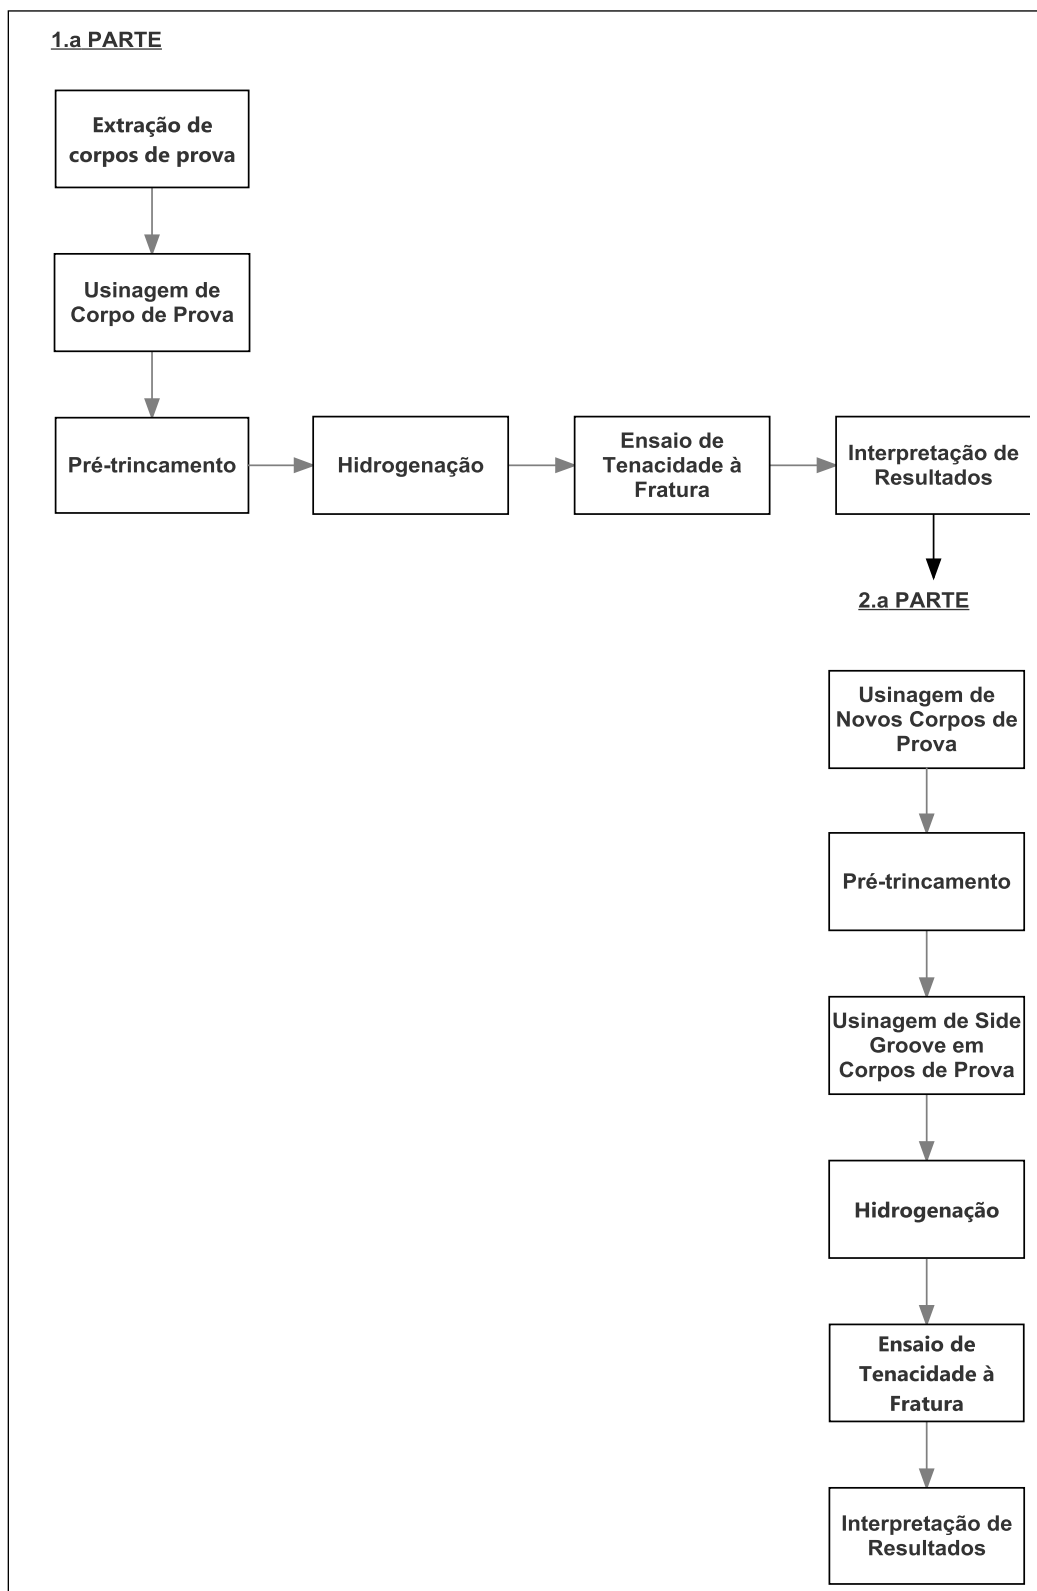 1.a PARTE
Extração de
corpos de prova
Usinagem de
Corpo de Prova
Pré-trincamento
Hidrogenação
Ensaio de
Tenacidade à
Fratura
Interpretação de
Resultados
2.a PARTE
Usinagem de
Novos Corpos de
Prova
Pré-trincamento
Usinagem de Side
Groove em
Corpos de Prova
Hidrogenação
Ensaio de
Tenacidade à
Fratura
Interpretação de
Resultados